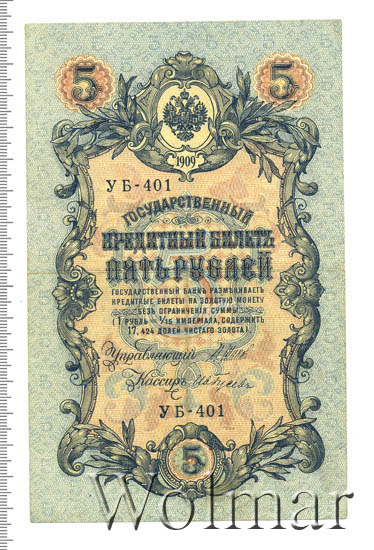 5 5
1909
УБ-401
ГОСУДАРСТВЕННЫЙ
КРЕДИТНЫЙ БИЛЕТЪ
ПЯТЬ РУБЛЕЙ
ГОСУДАРСТВЕННЫЙ БАНКЪ РАЗМѢНИВАЕТЪ
КРЕДИТНЫЕ БИЛЕТЫ НА ЗОЛОТУЮ МОНЕТУ
БЕЗЪ ОГРАНИЧЕНІЯ СУММЫ
(1 РУБЛЬ = 1/15 ИМПЕРІАЛА, СОДЕРЖИТЪ
17,424 ДОЛЕЙ ЧИСТАГО ЗОЛОТА).
Управляющій
Кассиръ
УБ-401
5
Wolmar